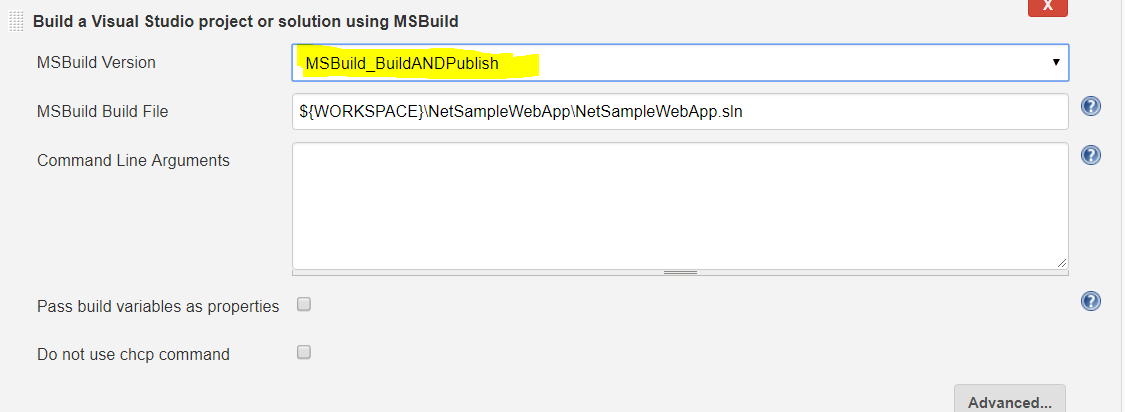 X
Build a Visual Studio project or solution using MSBuild
MSBuild Version
MSBuild_BuildANDPublish
MSBuild Build File
${WORKSPACE}\NetSampleWebApp\NetSampleWebApp.sln
?
Command Line Arguments
?
Pass build variables as properties
?
Do not use chcp command
Advanced...